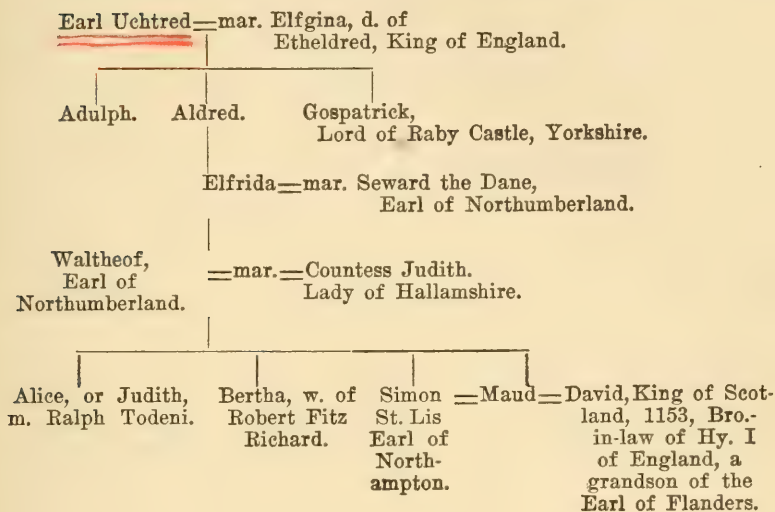 Earl Uchtred=mar. Elfgina, d. of
Etheldred, King of England.
Adulph. Aldred. Gospatrick,
Lord of Raby Castle, Yorkshire.
Elfrida=mar. Seward the Dane,
Earl of Northumberland.
Waltheof,
Earl of
Northumberland.
=mar.=Countess Judith.
Lady of Hallamshire.
Alice, or Judith,
m. Ralph Todeni.
Bertha, w. of
Robert Fitz
Richard.
Simon
St. Lis
Earl of
North-
ampton.
=Maud=
David, King of Scot-
land, 1153, Bro.-
in-law of Hy. I
of England, a
grandson of the
Earl of Flanders.